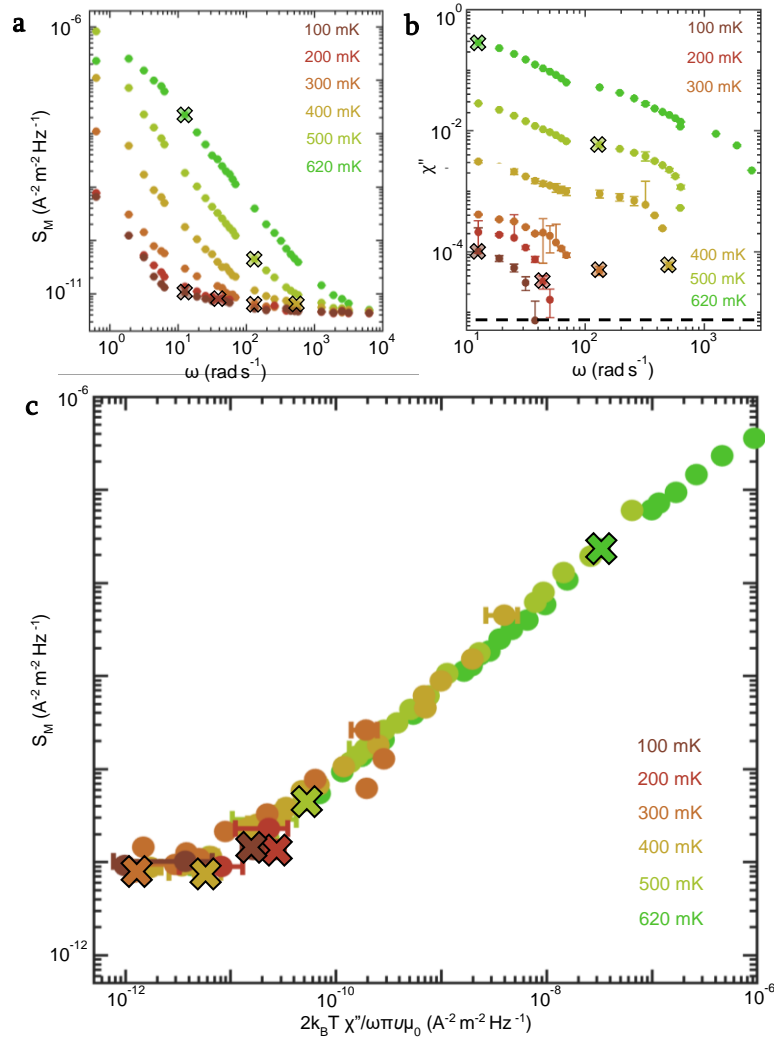 a
10⁻⁶
10⁻¹¹
S_M (A⁻² m⁻² Hz⁻¹)
100 mK
200 mK
300 mK
400 mK
500 mK
620 mK
10⁰ 10¹ 10² 10³ 10⁴
ω (rad s⁻¹)
b
10⁰
10⁻²
10⁻⁴
χ''
100 mK
200 mK
300 mK
400 mK
500 mK
620 mK
10¹ 10² 10³
ω (rad s⁻¹)
c
10⁻⁶
10⁻¹²
S_M (A⁻² m⁻² Hz⁻¹)
100 mK
200 mK
300 mK
400 mK
500 mK
620 mK
10⁻¹² 10⁻¹⁰ 10⁻⁸ 10⁻⁶
2k_BT χ''/ωπυμ₀ (A⁻² m⁻² Hz⁻¹)